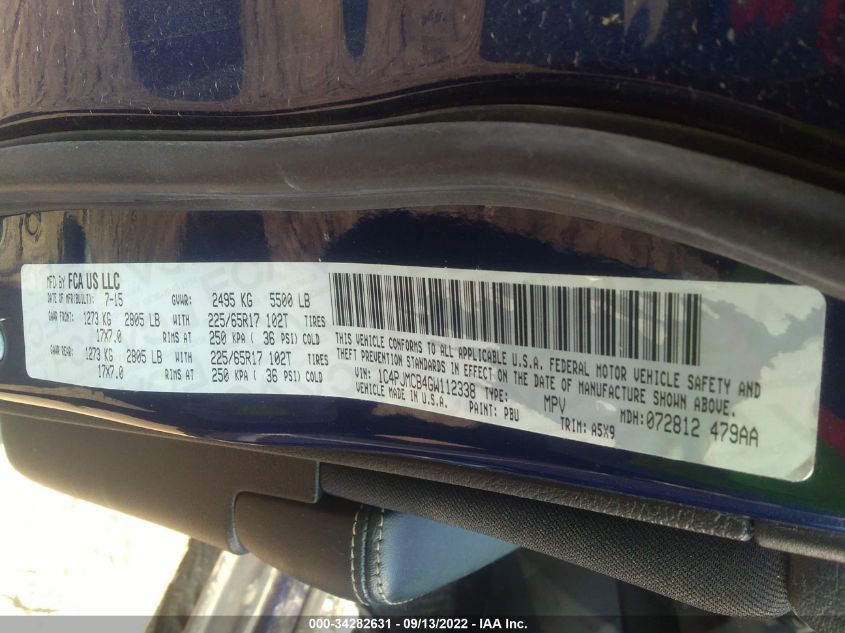 MFD BY FCA US LLC
DATE OF MFR(BUILT): 7-15 GVWR: 2495 KG 5500 LB
GAWR FRONT: 1273 KG 2805 LB WITH 225/65R17 102T TIRES
17X7.0 RIMS AT 250 KPA ( 36 PSI) COLD
GAWR REAR: 1273 KG 2805 LB WITH 225/65R17 102T TIRES
17X7.0 RIMS AT 250 KPA ( 36 PSI) COLD
THIS VEHICLE CONFORMS TO ALL APPLICABLE U.S.A. FEDERAL MOTOR VEHICLE SAFETY AND
THEFT PREVENTION STANDARDS IN EFFECT ON THE DATE OF MANUFACTURE SHOWN ABOVE.
VIN: 1C4PJMCB4GW112338 TYPE: MPV MDH:072812 479AA
VEHICLE MADE IN U.S.A. PAINT: PBU TRIM: A5X9
000-34282631 - 09/13/2022 - IAA Inc.